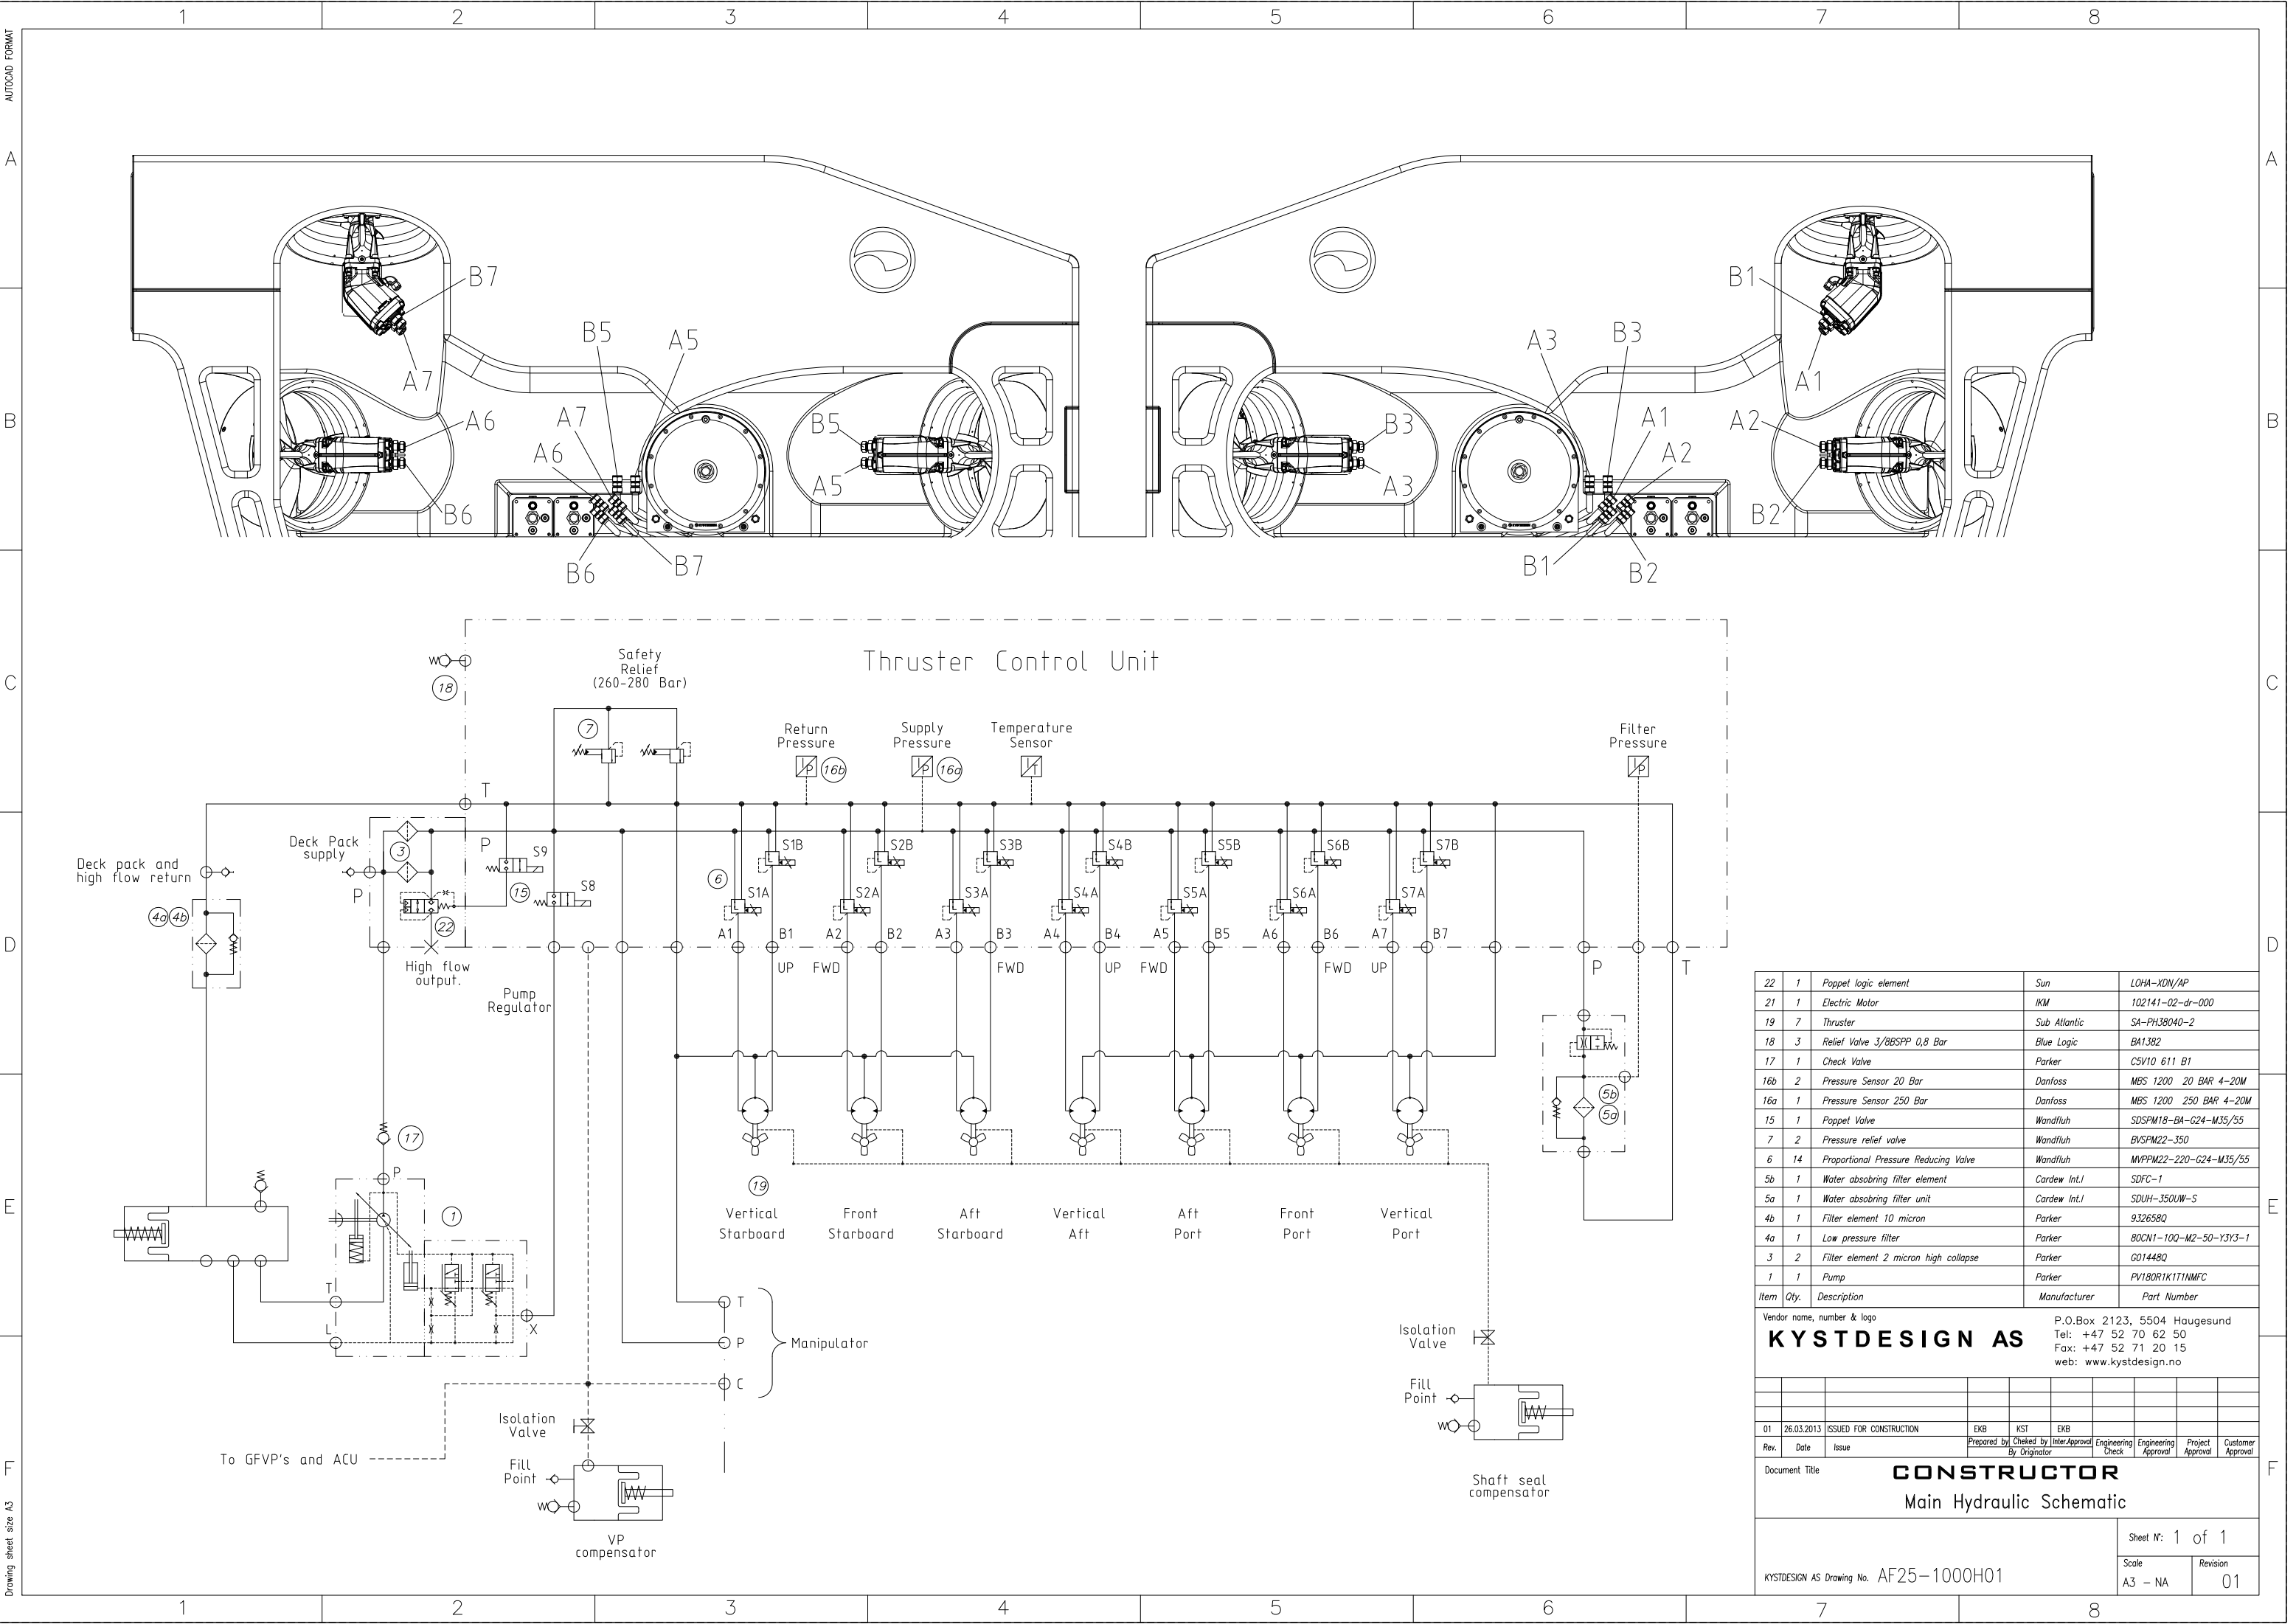 1 2 3 4 5 6 7 8
AUTOCAD FORMAT
A A
B B
C C
D D
E E
F F
B7
A7
A6
B6
B5
A5
A7
A6
B6
B7
B5
A5
B3
A3
A3
B3
A1
A2
B1
B2
B1
A1
A2
B2
Thruster Control Unit
18
Safety
Relief
(260-280 Bar)
7
Return
Pressure
I P
16b
Supply
Pressure
I P
16a
Temperature
Sensor
I T
Filter
Pressure
I P
T
P
Deck Pack
supply
P
3
S9
15
S8
22
High flow
output.
Deck pack and
high flow return
4a 4b
6
S1B S2B S3B S4B S5B S6B S7B
S1A S2A S3A S4A S5A S6A S7A
A1 B1 A2 B2 A3 B3 A4 B4 A5 B5 A6 B6 A7 B7
UP FWD FWD UP FWD FWD UP
P T
Pump
Regulator
5b
5a
17
P
1
T
L
X
19
Vertical
Starboard
Front
Starboard
Aft
Starboard
Vertical
Aft
Aft
Port
Front
Port
Vertical
Port
T
P
C
Manipulator
Isolation
Valve
Fill
Point
VP
compensator
To GFVP's and ACU
Isolation
Valve
Fill
Point
Shaft seal
compensator
22 1 Poppet logic element Sun LOHA-XDN/AP
21 1 Electric Motor IKM 102141-02-dr-000
19 7 Thruster Sub Atlantic SA-PH38040-2
18 3 Relief Valve 3/8BSPP 0,8 Bar Blue Logic BA1382
17 1 Check Valve Parker C5V10 611 B1
16b 2 Pressure Sensor 20 Bar Danfoss MBS 1200 20 BAR 4-20M
16a 1 Pressure Sensor 250 Bar Danfoss MBS 1200 250 BAR 4-20M
15 1 Poppet Valve Wandfluh SDSPM18-BA-G24-M35/55
7 2 Pressure relief valve Wandfluh BVSPM22-350
6 14 Proportional Pressure Reducing Valve Wandfluh MVPPM22-220-G24-M35/55
5b 1 Water absobring filter element Cardew Int.l SDFC-1
5a 1 Water absobring filter unit Cardew Int.l SDUH-350UW-S
4b 1 Filter element 10 micron Parker 932658Q
4a 1 Low pressure filter Parker 80CN1-10Q-M2-50-Y3Y3-1
3 2 Filter element 2 micron high collapse Parker G01448Q
1 1 Pump Parker PV180R1K1T1NMFC
Item Qty. Description Manufacturer Part Number
Vendor name, number & logo
KYSTDESIGN AS
P.O.Box 2123, 5504 Haugesund
Tel: +47 52 70 62 50
Fax: +47 52 71 20 15
web: www.kystdesign.no
01 26.03.2013 ISSUED FOR CONSTRUCTION EKB KST EKB
Rev. Date Issue Prepared by Cheked by Inter.Approval Engineering Check Engineering Approval Project Approval Customer Approval
By Originator
Document Title
CONSTRUCTOR
Main Hydraulic Schematic
Sheet N°: 1 of 1
KYSTDESIGN AS Drawing No. AF25-1000H01
Scale
A3 - NA
Revision
01
Drawing sheet size A3
1 2 3 4 5 6 7 8